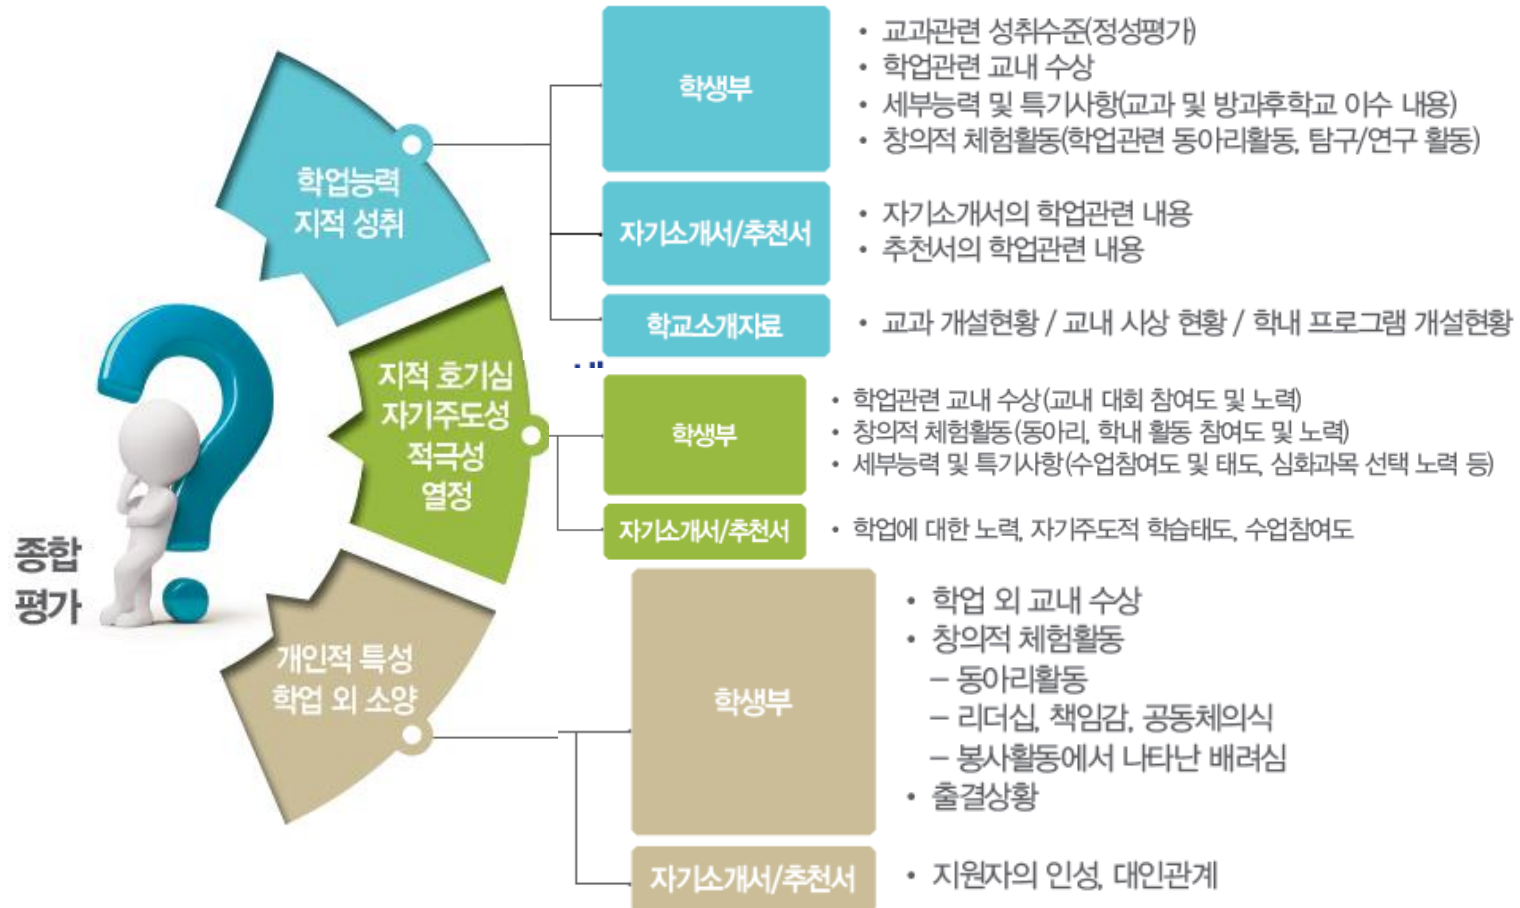 종합
평가
학업능력
지적 성취
학생부
• 교과관련 성취수준(정성평가)
• 학업관련 교내 수상
• 세부능력 및 특기사항(교과 및 방과후학교 이수 내용)
• 창의적 체험활동(학업관련 동아리활동, 탐구/연구 활동)
자기소개서/추천서
• 자기소개서의 학업관련 내용
• 추천서의 학업관련 내용
학교소개자료
• 교과 개설현황 / 교내 시상 현황 / 학내 프로그램 개설현황
지적 호기심
자기주도성
적극성
열정
학생부
• 학업관련 교내 수상(교내 대회 참여도 및 노력)
• 창의적 체험활동(동아리, 학내 활동 참여도 및 노력)
• 세부능력 및 특기사항(수업참여도 및 태도, 심화과목 선택 노력 등)
자기소개서/추천서
• 학업에 대한 노력, 자기주도적 학습태도, 수업참여도
개인적 특성
학업 외 소양
학생부
• 학업 외 교내 수상
• 창의적 체험활동
– 동아리활동
– 리더십, 책임감, 공동체의식
– 봉사활동에서 나타난 배려심
• 출결상황
자기소개서/추천서
• 지원자의 인성, 대인관계